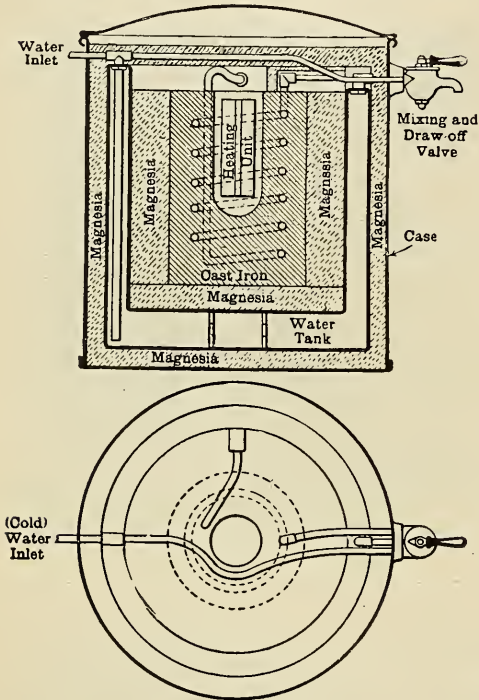 Water
Inlet
Mixing and
Draw-off
Valve
Heating
Unit
Magnesia
Magnesia
Magnesia
Magnesia
Case
Cast Iron
Magnesia
Water
Tank
Magnesia
(Cold)
Water
Inlet